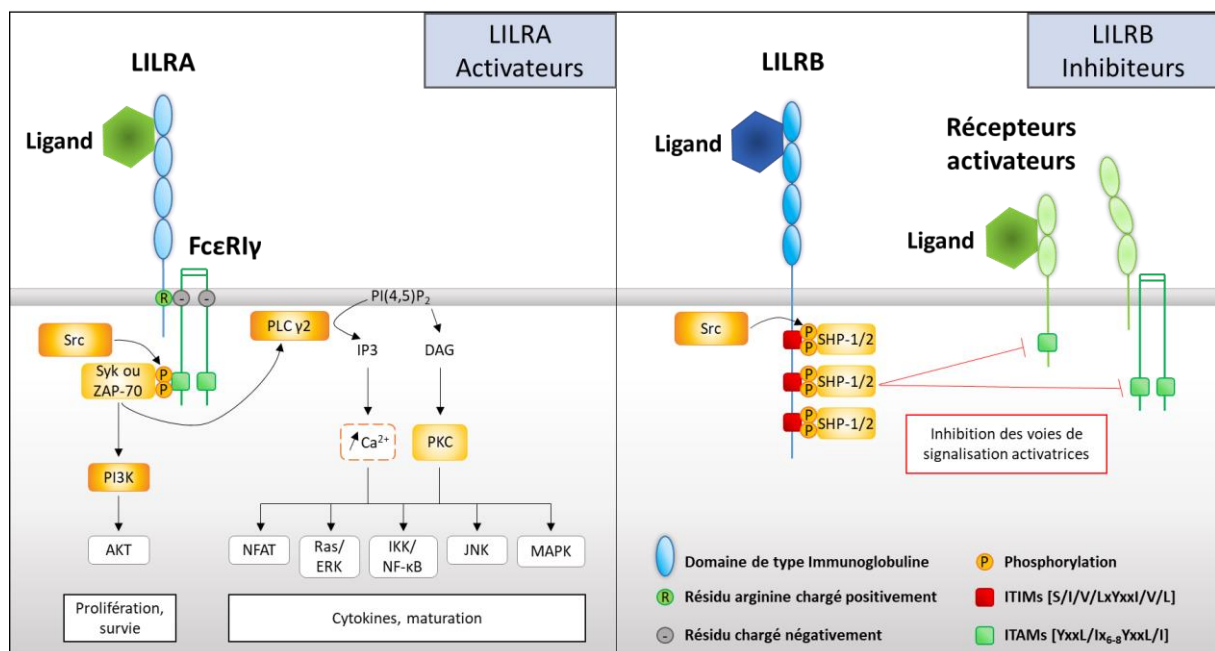 LILRA
Activateurs
LILRA
Ligand
FcεRIγ
R
-
-
PI(4,5)P₂
Src
PLC γ2
Syk ou
ZAP-70
P
P
IP3
DAG
Ca²⁺
PKC
PI3K
AKT
NFAT
Ras/
ERK
IKK/
NF-κB
JNK
MAPK
Prolifération,
survie
Cytokines, maturation
LILRB
Inhibiteurs
LILRB
Ligand
Récepteurs
activateurs
Src
P
P
SHP-1/2
P
P
SHP-1/2
P
P
SHP-1/2
Inhibition des voies de
signalisation activatrices
Domaine de type Immunoglobuline
R Résidu arginine chargé positivement
- Résidu chargé négativement
P Phosphorylation
ITIMs [S/I/V/LxYxxI/V/L]
ITAMs [YxxL/Ix₆₋₈YxxL/I]